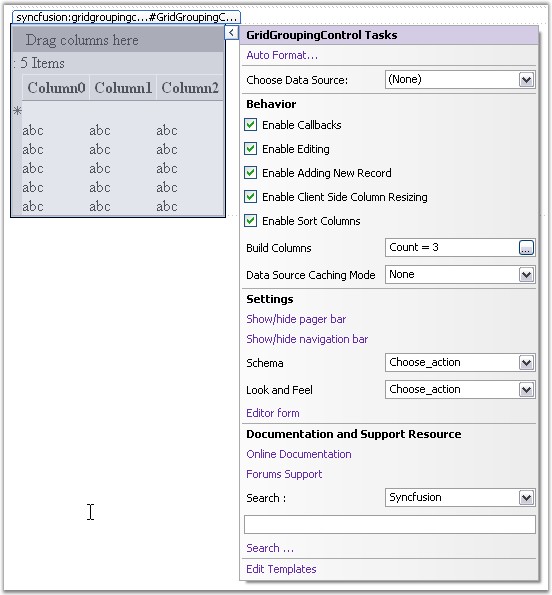 syncfusion:gridgroupingc...#GridGroupingC...
Drag columns here
: 5 Items
Column0 Column1 Column2
*
abc abc abc
abc abc abc
abc abc abc
abc abc abc
abc abc abc
GridGroupingControl Tasks
Auto Format...
Choose Data Source: (None)
Behavior
Enable Callbacks
Enable Editing
Enable Adding New Record
Enable Client Side Column Resizing
Enable Sort Columns
Build Columns Count = 3 ...
Data Source Caching Mode None
Settings
Show/hide pager bar
Show/hide navigation bar
Schema Choose_action
Look and Feel Choose_action
Editor form
Documentation and Support Resource
Online Documentation
Forums Support
Search : Syncfusion
Search ...
Edit Templates